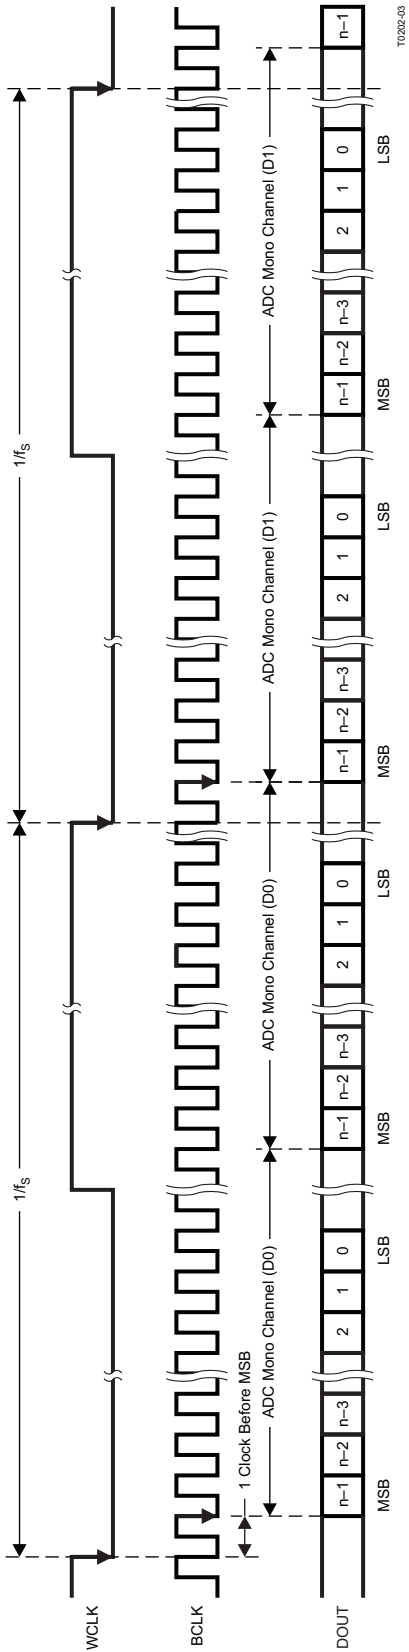 1/fS 1/fS
WCLK
BCLK
1 Clock Before MSB
ADC Mono Channel (D0) ADC Mono Channel (D0) ADC Mono Channel (D1) ADC Mono Channel (D1)
DOUT n–1 n–2 n–3 2 1 0 n–1 n–2 n–3 2 1 0 n–1 n–2 n–3 2 1 0 n–1 n–2 n–3 2 1 0 n–1
MSB LSB MSB LSB MSB LSB MSB LSB
T0202-03